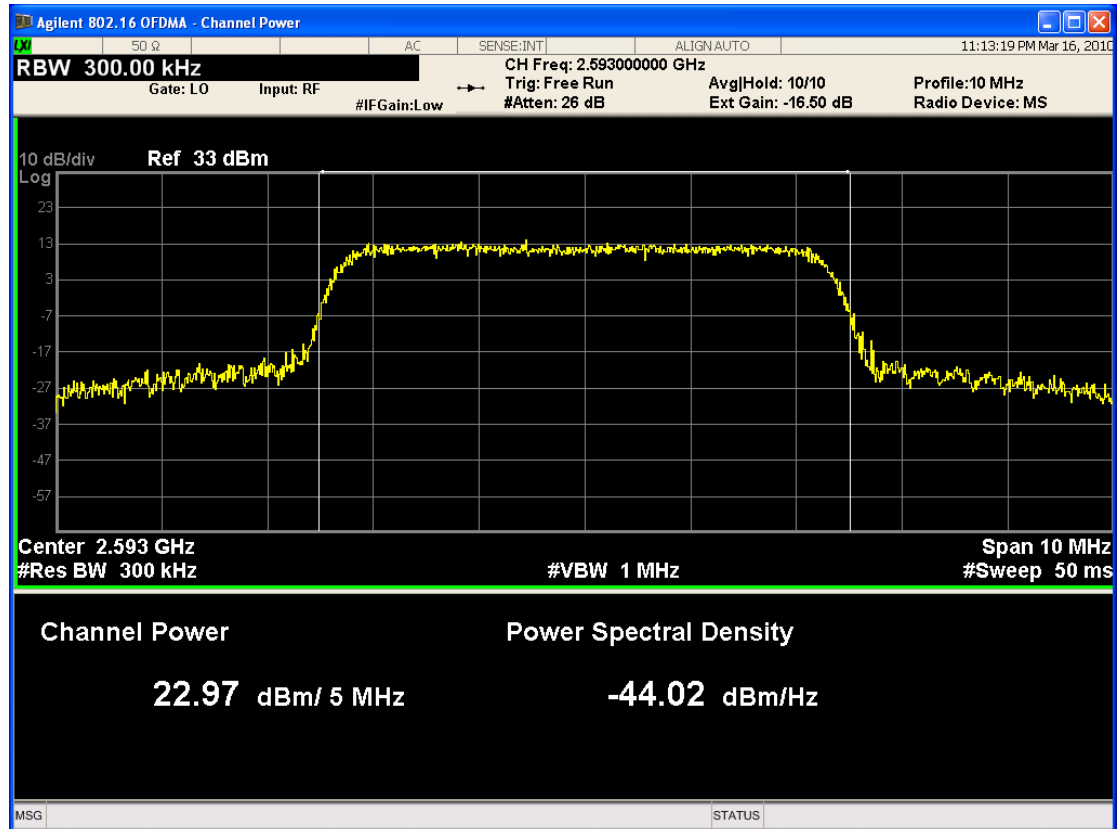 Agilent 802.16 OFDMA - Channel Power
LXI 50 Ω AC SENSE:INT ALIGN AUTO 11:13:19 PM Mar 16, 2010
RBW 300.00 kHz CH Freq: 2.593000000 GHz
Gate: LO Input: RF Trig: Free Run Avg|Hold: 10/10 Profile:10 MHz
#IFGain:Low #Atten: 26 dB Ext Gain: -16.50 dB Radio Device: MS
10 dB/div Ref 33 dBm
Log
23
13
3
-7
-17
-27
-37
-47
-57
Center 2.593 GHz Span 10 MHz
#Res BW 300 kHz #VBW 1 MHz #Sweep 50 ms
Channel Power Power Spectral Density
22.97 dBm/ 5 MHz -44.02 dBm/Hz
MSG STATUS